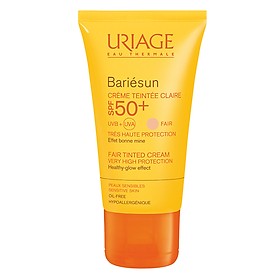 URIAGE
EAU THERMALE
Bariésun
CRÈME TEINTÉE CLAIRE
SPF 50+
UVB + UVA FAIR
TRÈS HAUTE PROTECTION
Effet bonne mine
FAIR TINTED CREAM
VERY HIGH PROTECTION
Healthy-glow effect
PEAUX SENSIBLES
SENSITIVE SKIN
OIL-FREE
HYPOALLERGÉNIQUE